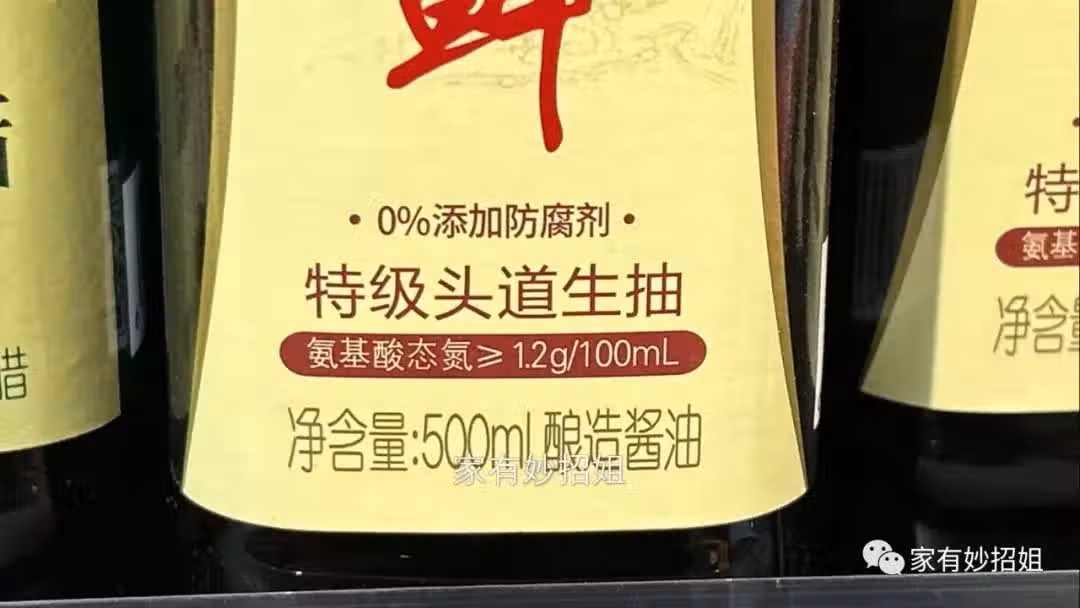 鲜
·0%添加防腐剂·
特级头道生抽
氨基酸态氮≥1.2g/100mL
净含量:500ml 酿造酱油
家有妙招姐
醋
特
氨基
净含
家有妙招姐